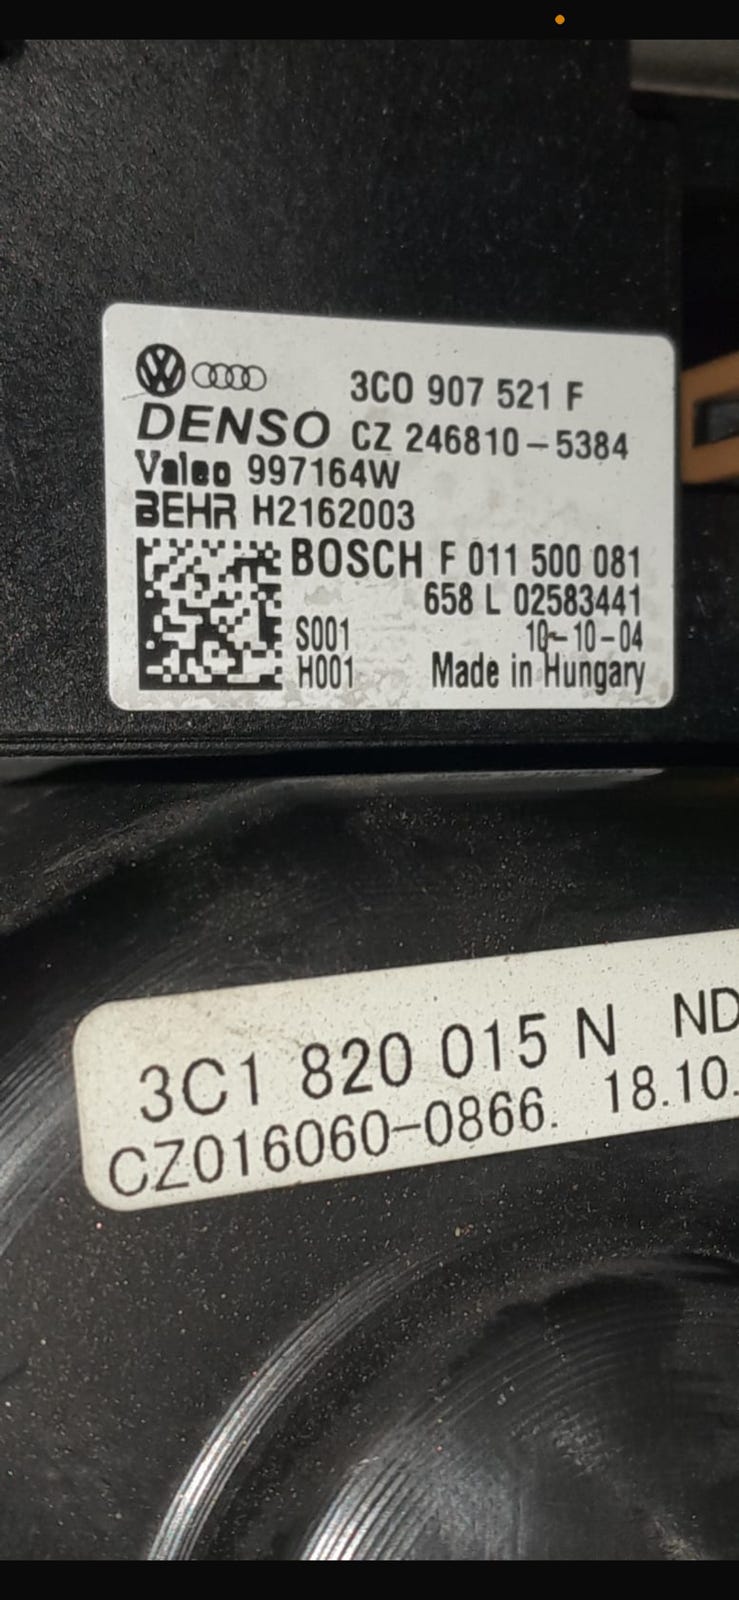 3C0 907 521 F
DENSO CZ 246810-5384
Valeo 997164W
BEHR H2162003
BOSCH F 011 500 081
658 L 02583441
S001 10-10-04
H001 Made in Hungary
3C1 820 015 N ND
CZ016060-0866. 18.10.